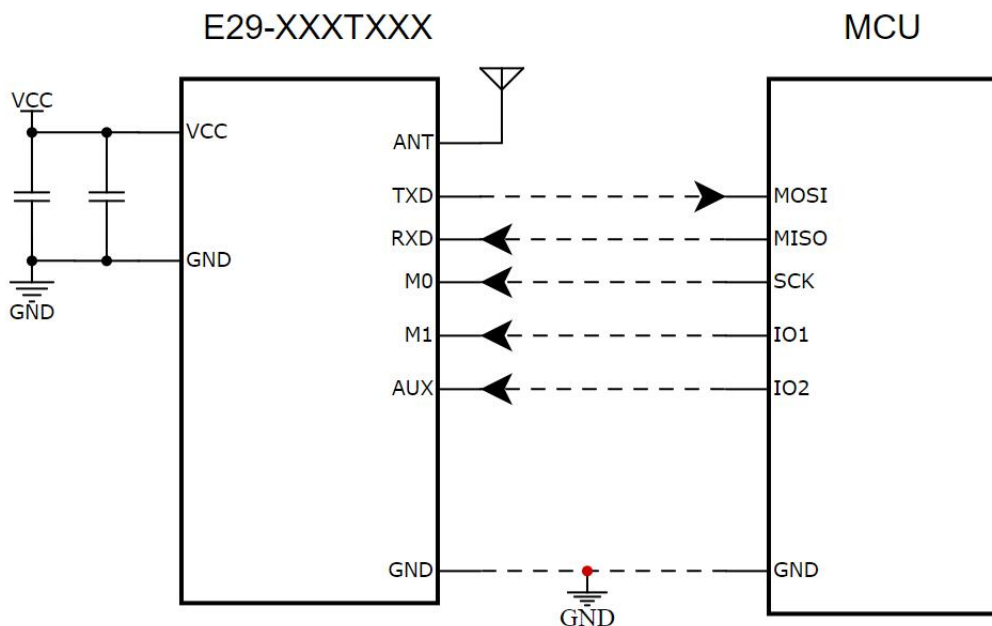 E29-XXXTXXX
MCU
VCC
VCC
ANT
TXD
MOSI
RXD
MISO
GND
M0
SCK
GND
M1
IO1
AUX
IO2
GND
GND
GND